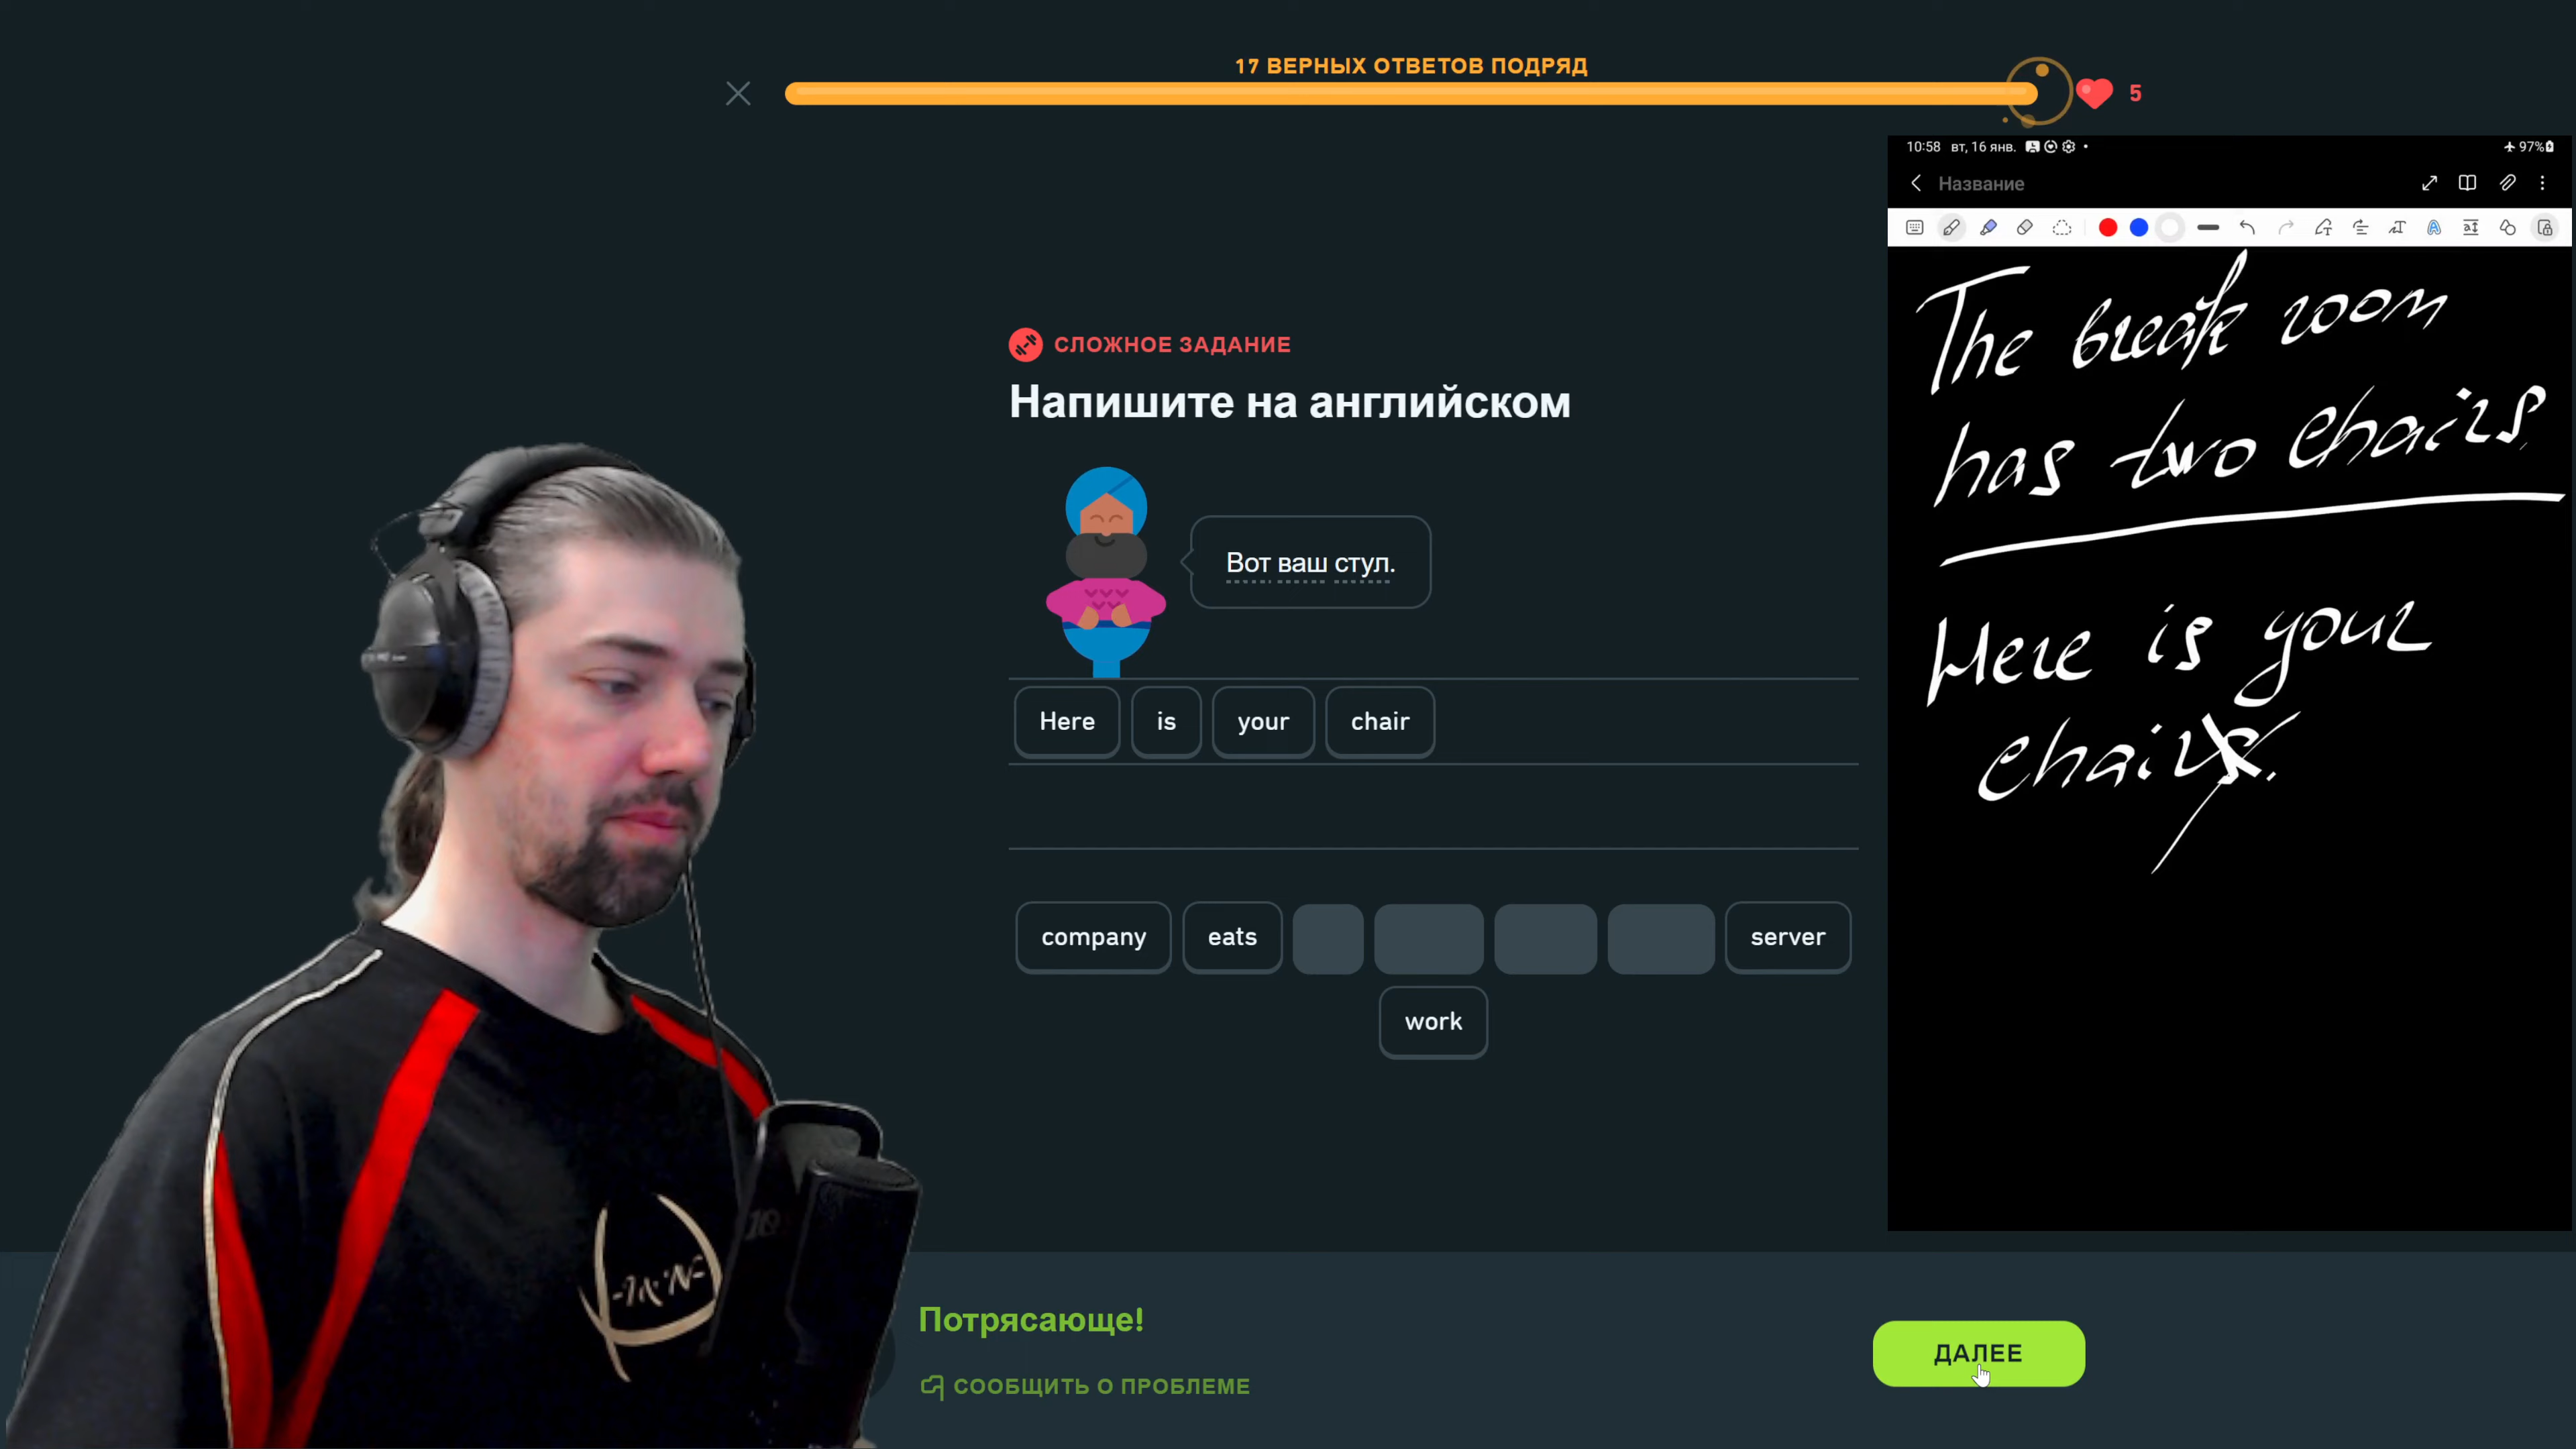 17 ВЕРНЫХ ОТВЕТОВ ПОДРЯД
5
СЛОЖНОЕ ЗАДАНИЕ
Напишите на английском
Вот ваш стул.
Here is your chair
company eats server
work
Потрясающе!
СООБЩИТЬ О ПРОБЛЕМЕ
ДАЛЕЕ
10:58 вт, 16 янв. 97%
Название
The break room
has two chairs
Here is your
chair